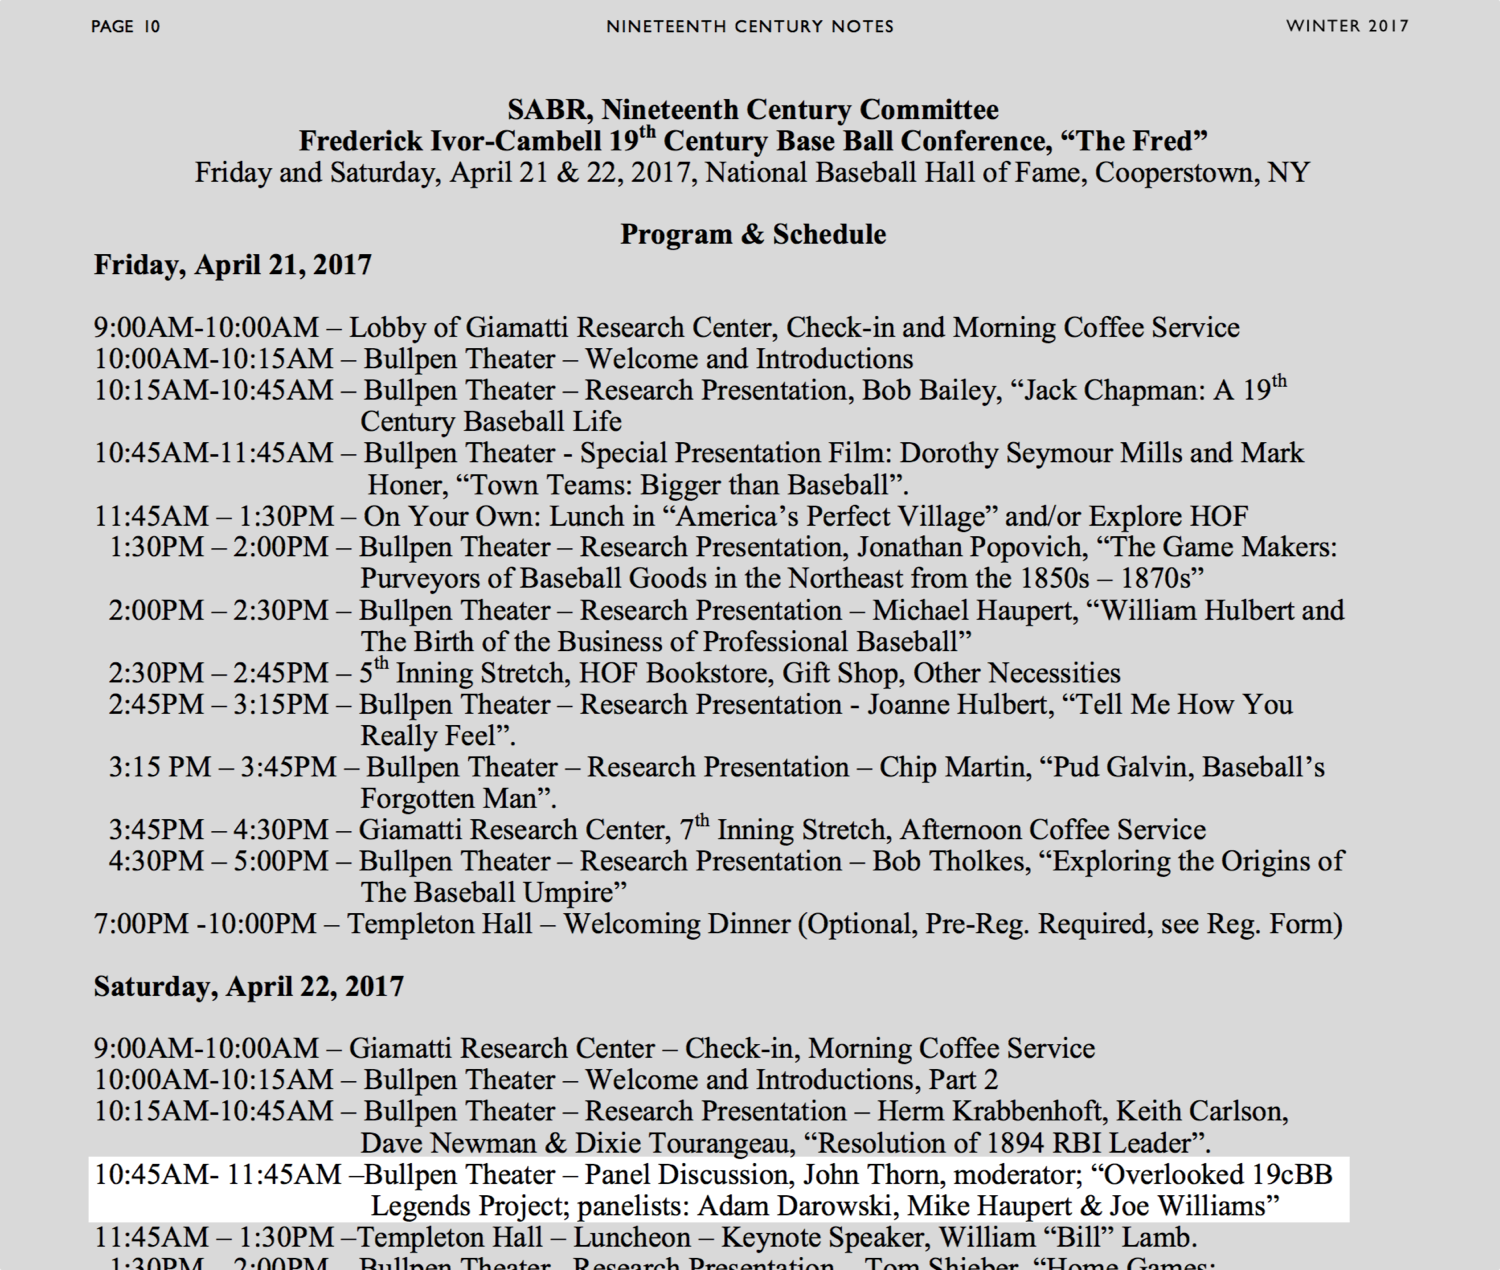 PAGE 10 NINETEENTH CENTURY NOTES WINTER 2017
SABR, Nineteenth Century Committee
Frederick Ivor-Cambell 19th Century Base Ball Conference, “The Fred”
Friday and Saturday, April 21 & 22, 2017, National Baseball Hall of Fame, Cooperstown, NY
Program & Schedule
Friday, April 21, 2017
9:00AM-10:00AM – Lobby of Giamatti Research Center, Check-in and Morning Coffee Service
10:00AM-10:15AM – Bullpen Theater – Welcome and Introductions
10:15AM-10:45AM – Bullpen Theater – Research Presentation, Bob Bailey, “Jack Chapman: A 19th
Century Baseball Life
10:45AM-11:45AM – Bullpen Theater - Special Presentation Film: Dorothy Seymour Mills and Mark
Honer, “Town Teams: Bigger than Baseball”.
11:45AM – 1:30PM – On Your Own: Lunch in “America’s Perfect Village” and/or Explore HOF
1:30PM – 2:00PM – Bullpen Theater – Research Presentation, Jonathan Popovich, “The Game Makers:
Purveyors of Baseball Goods in the Northeast from the 1850s – 1870s”
2:00PM – 2:30PM – Bullpen Theater – Research Presentation – Michael Haupert, “William Hulbert and
The Birth of the Business of Professional Baseball”
2:30PM – 2:45PM – 5th Inning Stretch, HOF Bookstore, Gift Shop, Other Necessities
2:45PM – 3:15PM – Bullpen Theater – Research Presentation - Joanne Hulbert, “Tell Me How You
Really Feel”.
3:15 PM – 3:45PM – Bullpen Theater – Research Presentation – Chip Martin, “Pud Galvin, Baseball’s
Forgotten Man”.
3:45PM – 4:30PM – Giamatti Research Center, 7th Inning Stretch, Afternoon Coffee Service
4:30PM – 5:00PM – Bullpen Theater – Research Presentation – Bob Tholkes, “Exploring the Origins of
The Baseball Umpire”
7:00PM -10:00PM – Templeton Hall – Welcoming Dinner (Optional, Pre-Reg. Required, see Reg. Form)
Saturday, April 22, 2017
9:00AM-10:00AM – Giamatti Research Center – Check-in, Morning Coffee Service
10:00AM-10:15AM – Bullpen Theater – Welcome and Introductions, Part 2
10:15AM-10:45AM – Bullpen Theater – Research Presentation – Herm Krabbenhoft, Keith Carlson,
Dave Newman & Dixie Tourangeau, “Resolution of 1894 RBI Leader”.
10:45AM- 11:45AM –Bullpen Theater – Panel Discussion, John Thorn, moderator; “Overlooked 19cBB
Legends Project; panelists: Adam Darowski, Mike Haupert & Joe Williams”
11:45AM – 1:30PM –Templeton Hall – Luncheon – Keynote Speaker, William “Bill” Lamb.
1:30PM – 2:00PM – Bullpen Theater – Research Presentation – Tom Shieber, “Home Games: